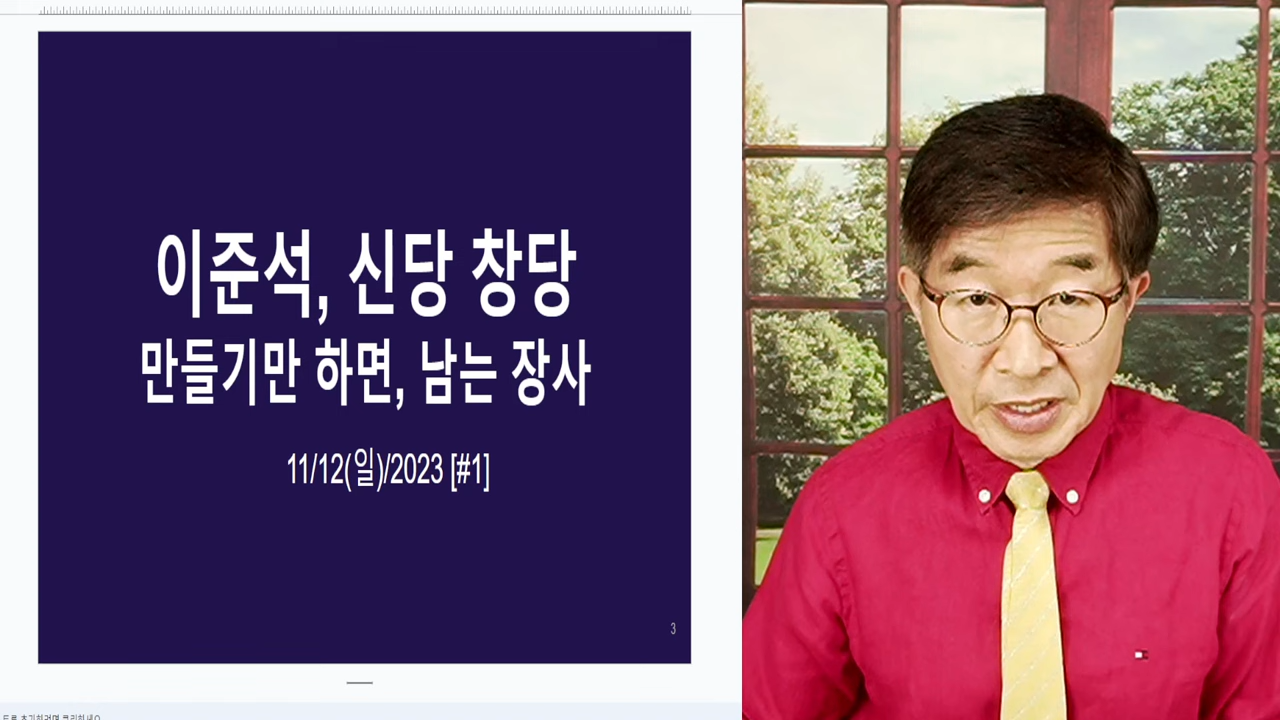 이준석, 신당 창당
만들기만 하면, 남는 장사
11/12(일)/2023 [#1]
3